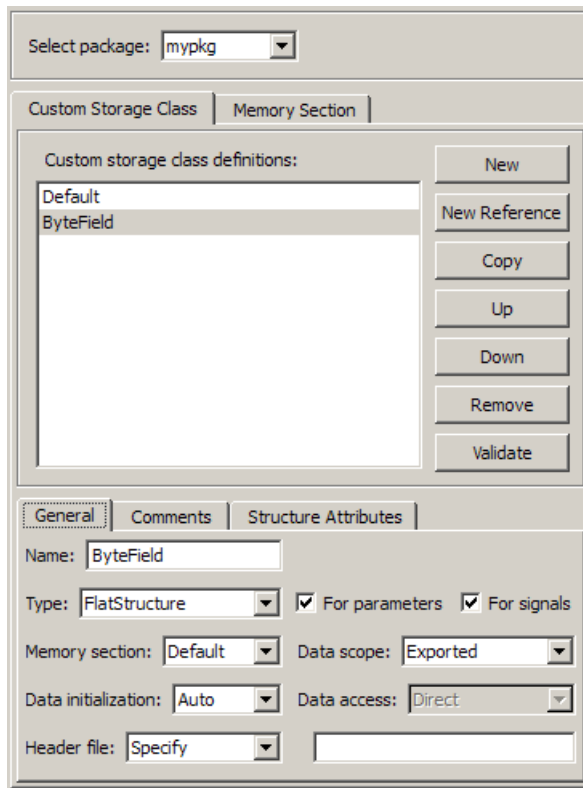 Select package: mypkg
Custom Storage Class Memory Section
Custom storage class definitions:
Default
ByteField
New
New Reference
Copy
Up
Down
Remove
Validate
General Comments Structure Attributes
Name: ByteField
Type: FlatStructure For parameters For signals
Memory section: Default Data scope: Exported
Data initialization: Auto Data access: Direct
Header file: Specify